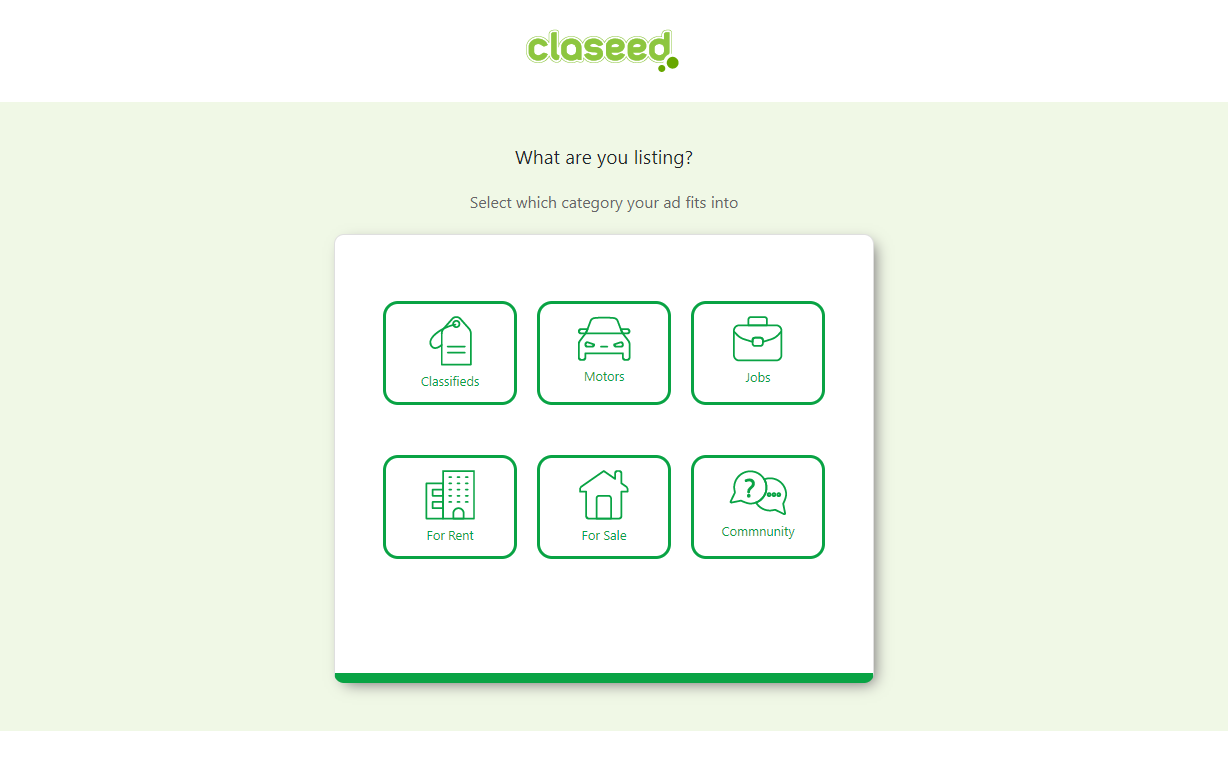 claseed
What are you listing?
Select which category your ad fits into
Classifieds
Motors
Jobs
?
For Rent
For Sale
Commnunity